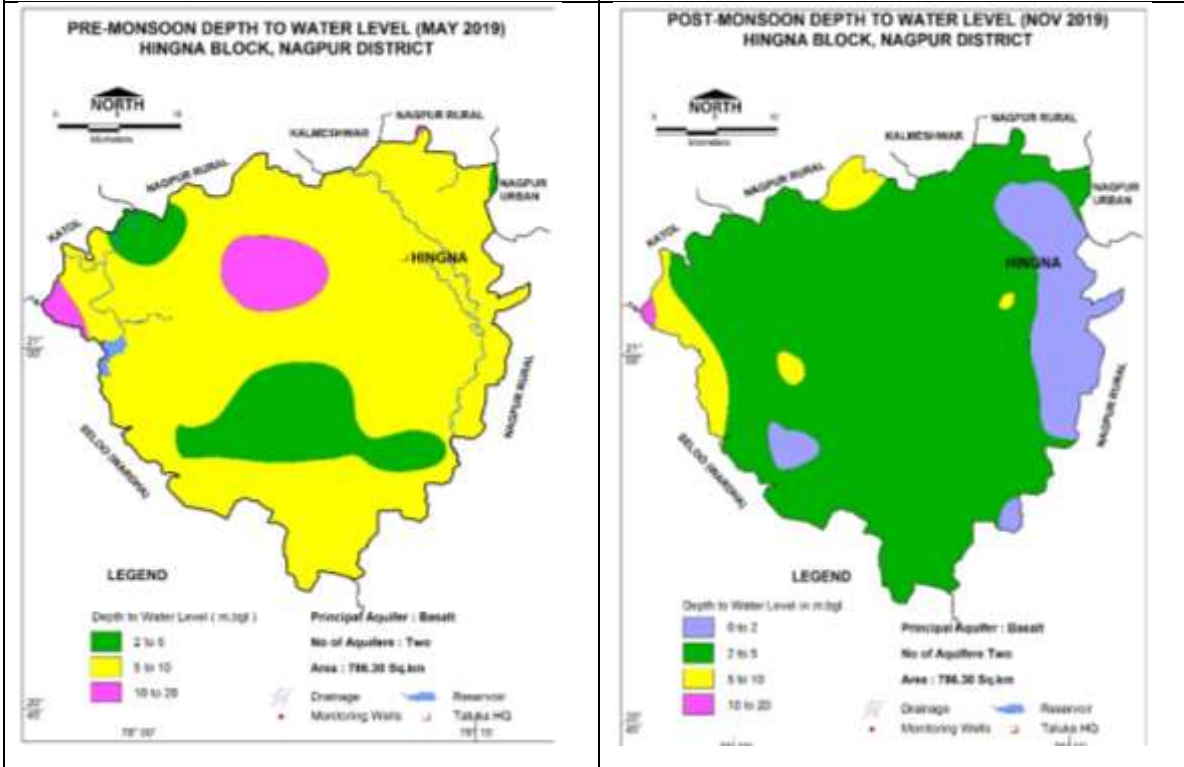 PRE-MONSOON DEPTH TO WATER LEVEL (MAY 2019)
HINGNA BLOCK, NAGPUR DISTRICT
NORTH
kilometers
NAGPUR RURAL
KALMESHWAR
NAGPUR RURAL
NAGPUR
URBAN
KATOL
HINGNA
NAGPUR RURAL
SELOO (WARDHA)
LEGEND
Depth to Water Level ( m.bgl )
2 to 5
5 to 10
10 to 20
Principal Aquifer : Basalt
No of Aquifers : Two
Area : 786.30 Sq.km
Drainage
Reservoir
Monitoring Wells
Taluka HQ
78° 00'
78° 15'
POST-MONSOON DEPTH TO WATER LEVEL (NOV 2019)
HINGNA BLOCK, NAGPUR DISTRICT
NORTH
kilometers
NAGPUR RURAL
KALMESHWAR
NAGPUR RURAL
NAGPUR
URBAN
KATOL
HINGNA
NAGPUR RURAL
SELOO (WARDHA)
LEGEND
Depth to Water Level in m.bgl
0 to 2
2 to 5
5 to 10
10 to 20
Principal Aquifer : Basalt
No of Aquifers Two
Area : 786.30 Sq.km
Drainage
Reservoir
Monitoring Wells
Taluka HQ